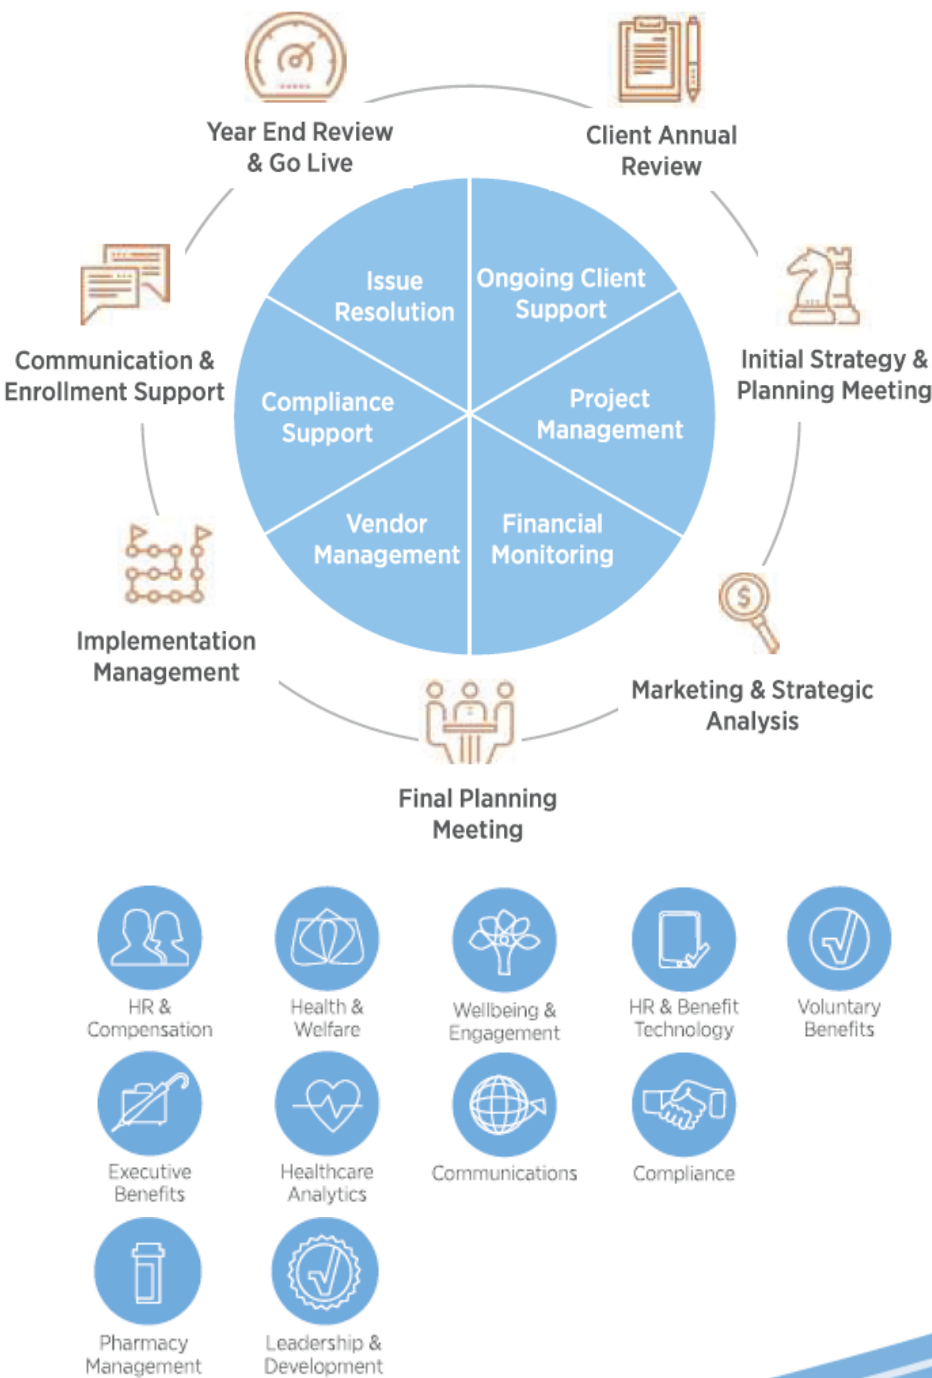 Year End Review
& Go Live
Client Annual
Review
Issue
Resolution
Ongoing Client
Support
Communication &
Enrollment Support
Initial Strategy &
Planning Meeting
Compliance
Support
Project
Management
Vendor
Management
Financial
Monitoring
$
Implementation
Management
Marketing & Strategic
Analysis
Final Planning
Meeting
HR &
Compensation
Health &
Welfare
Wellbeing &
Engagement
HR & Benefit
Technology
Voluntary
Benefits
Executive
Benefits
Healthcare
Analytics
Communications
Compliance
Pharmacy
Management
Leadership &
Development